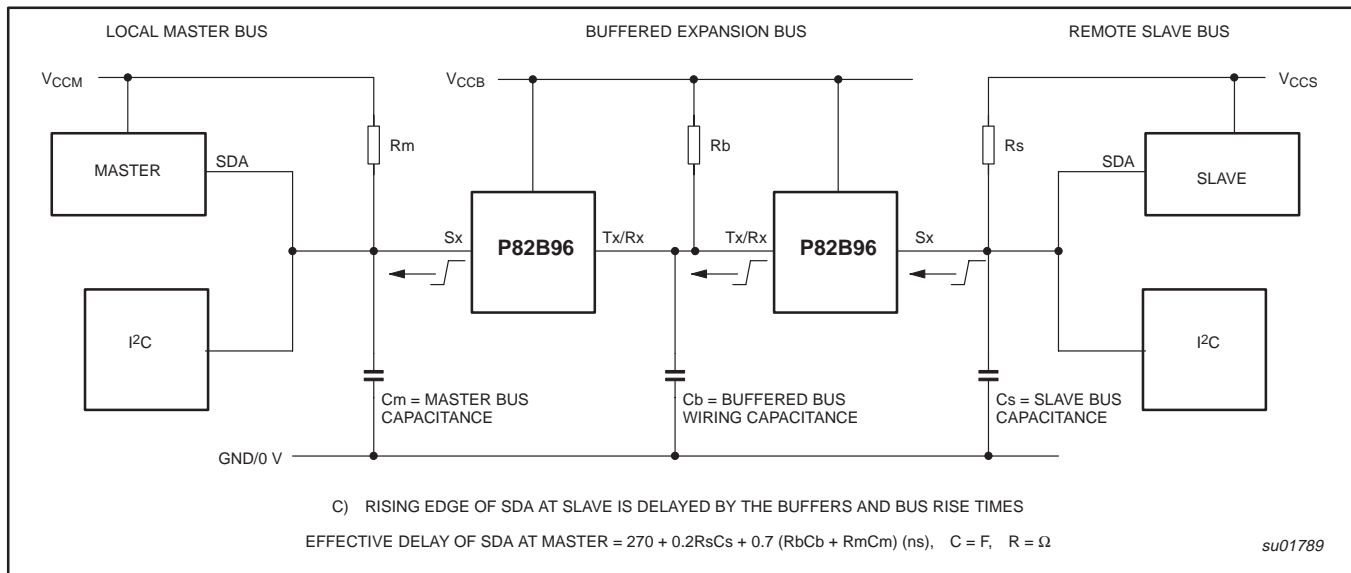 LOCAL MASTER BUS
BUFFERED EXPANSION BUS
REMOTE SLAVE BUS
VCCM
VCCB
VCCS
Rm
Rb
Rs
MASTER
SDA
SDA
SLAVE
Sx
P82B96
Tx/Rx
Tx/Rx
P82B96
Sx
I2C
I2C
Cm = MASTER BUS
CAPACITANCE
Cb = BUFFERED BUS
WIRING CAPACITANCE
Cs = SLAVE BUS
CAPACITANCE
GND/0 V
C) RISING EDGE OF SDA AT SLAVE IS DELAYED BY THE BUFFERS AND BUS RISE TIMES
EFFECTIVE DELAY OF SDA AT MASTER = 270 + 0.2RsCs + 0.7 (RbCb + RmCm) (ns), C = F, R = Ω
su01789